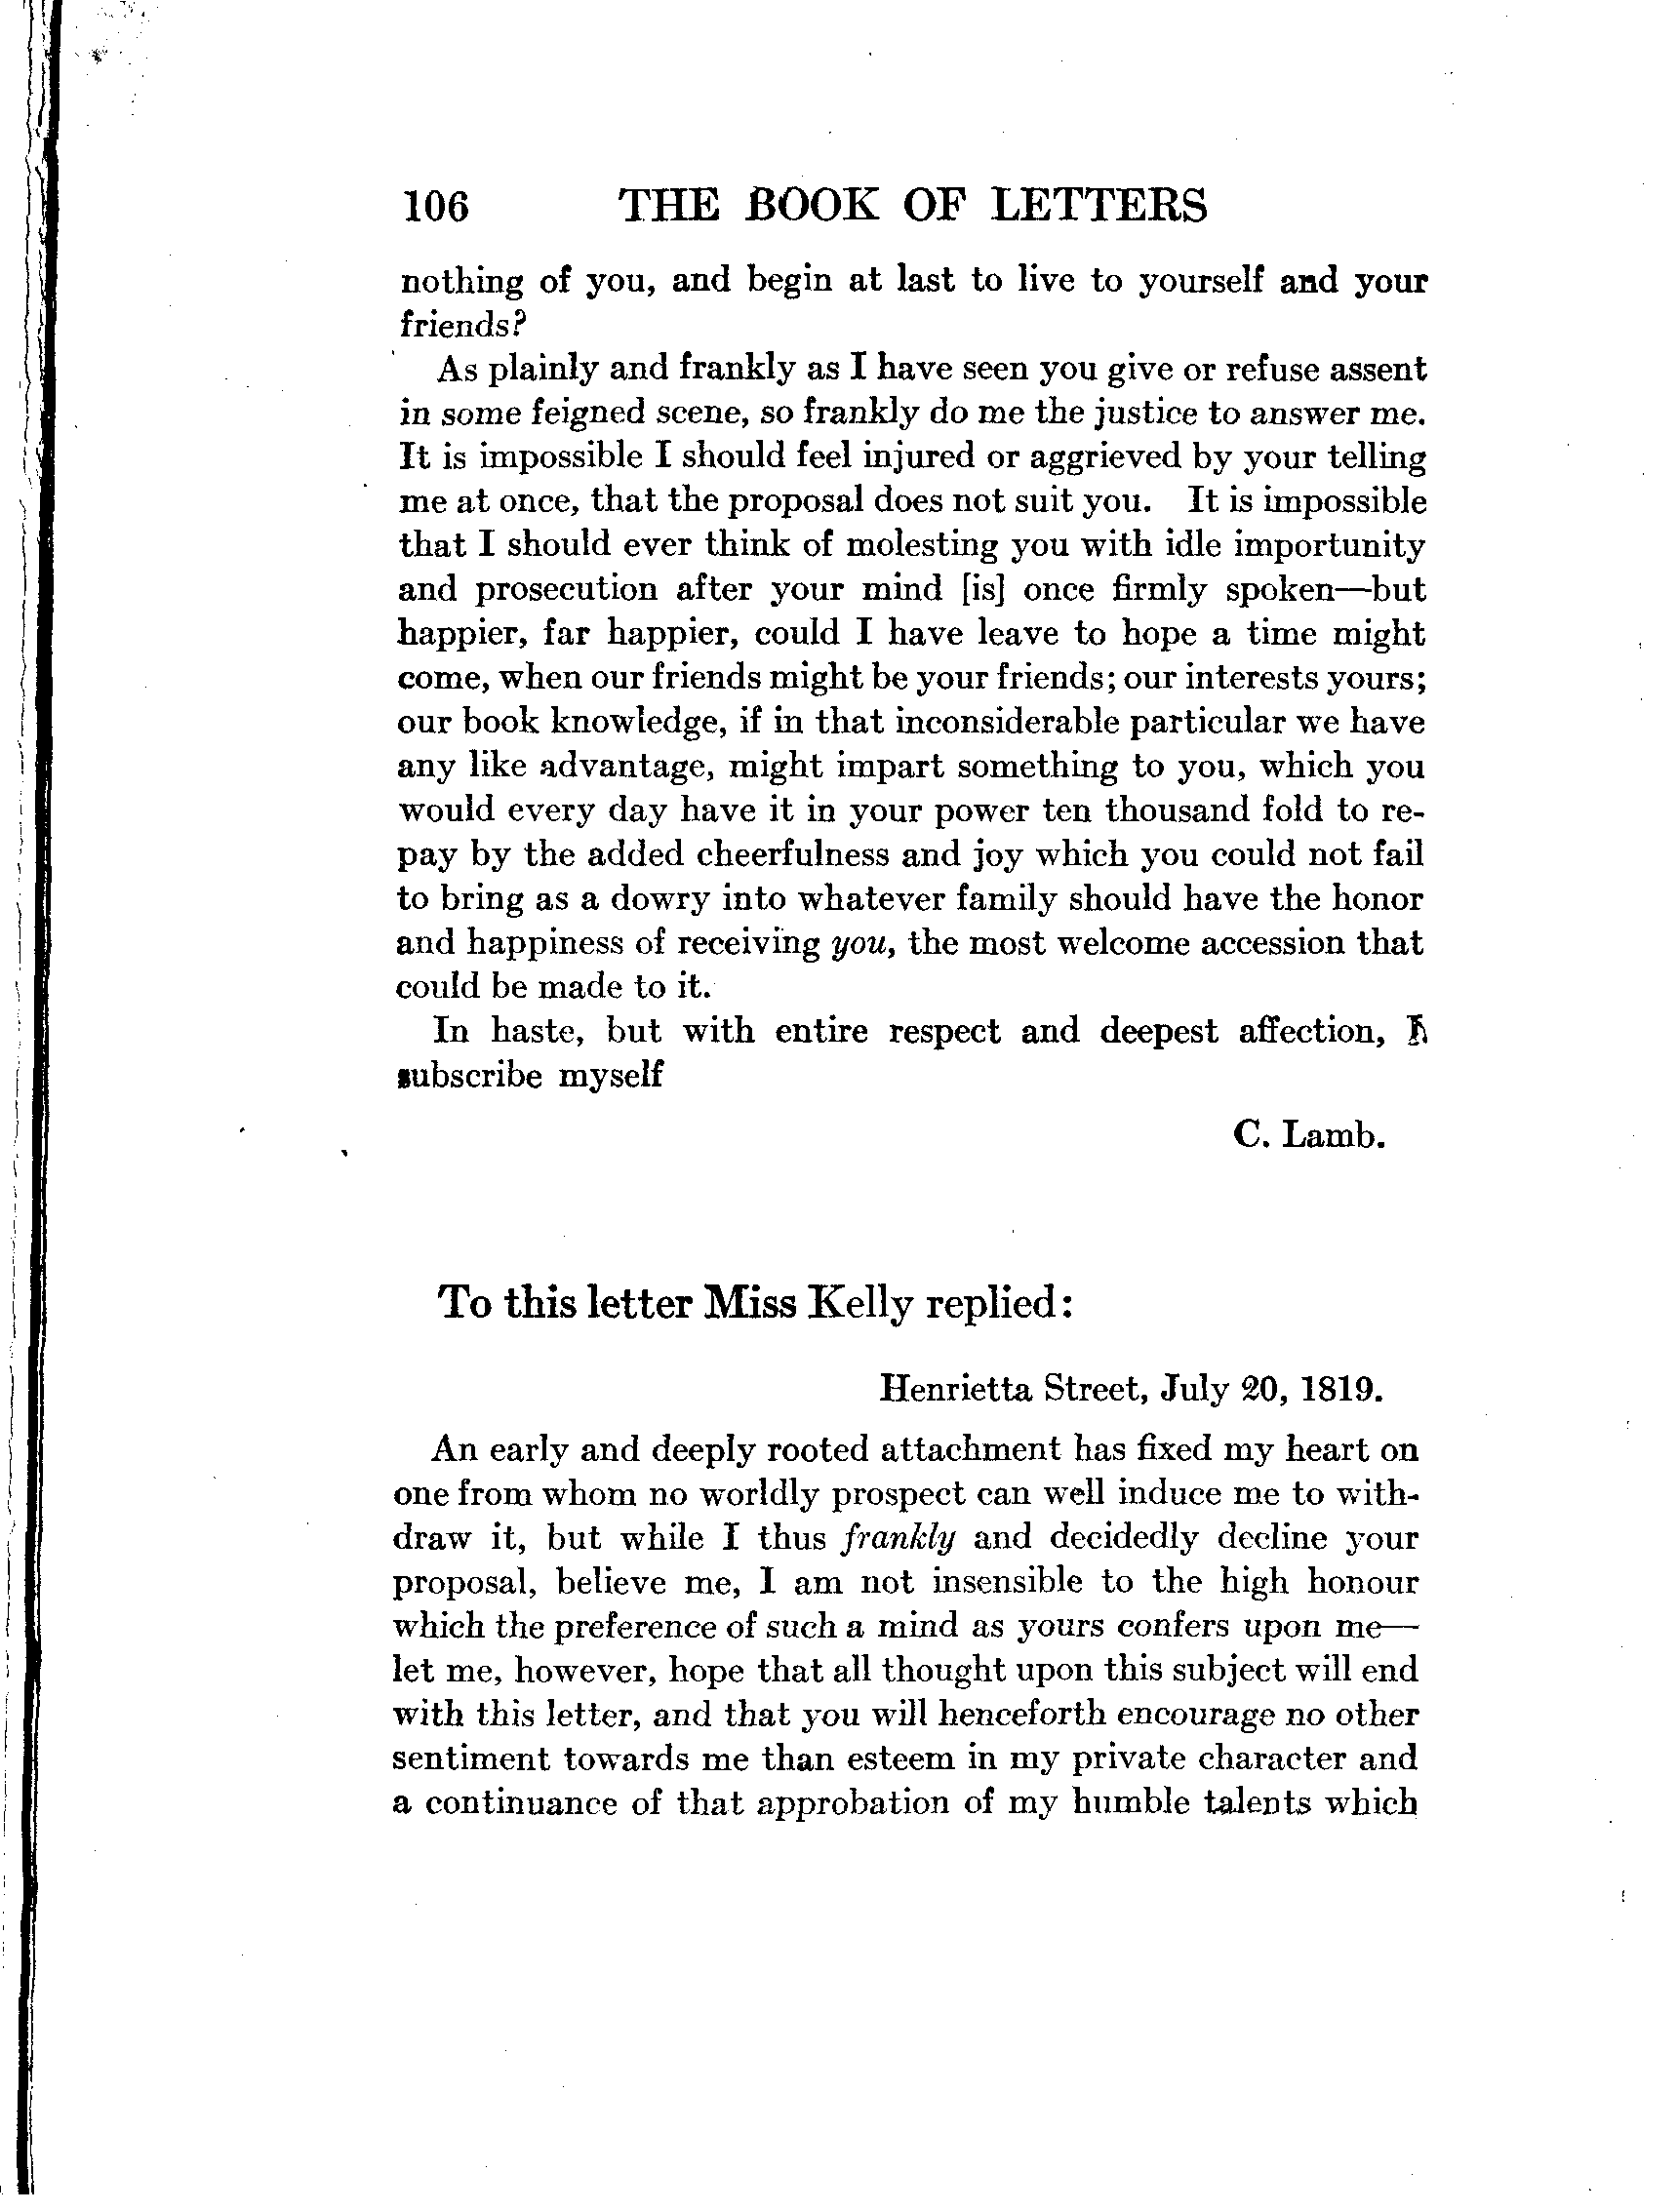 106 THE BOOK OF LETTERS
nothing of you, and begin at last to live to yourself and your
friends?
As plainly and frankly as I have seen you give or refuse assent
in some feigned scene, so frankly do me the justice to answer me.
It is impossible I should feel injured or aggrieved by your telling
me at once, that the proposal does not suit you. It is impossible
that I should ever think of molesting you with idle importunity
and prosecution after your mind [is] once firmly spoken—but
happier, far happier, could I have leave to hope a time might
come, when our friends might be your friends; our interests yours;
our book knowledge, if in that inconsiderable particular we have
any like advantage, might impart something to you, which you
would every day have it in your power ten thousand fold to re-
pay by the added cheerfulness and joy which you could not fail
to bring as a dowry into whatever family should have the honor
and happiness of receiving you, the most welcome accession that
could be made to it.
In haste, but with entire respect and deepest affection, I
subscribe myself
C. Lamb.
To this letter Miss Kelly replied:
Henrietta Street, July 20, 1819.
An early and deeply rooted attachment has fixed my heart on
one from whom no worldly prospect can well induce me to with-
draw it, but while I thus frankly and decidedly decline your
proposal, believe me, I am not insensible to the high honour
which the preference of such a mind as yours confers upon me—
let me, however, hope that all thought upon this subject will end
with this letter, and that you will henceforth encourage no other
sentiment towards me than esteem in my private character and
a continuance of that approbation of my humble talents which